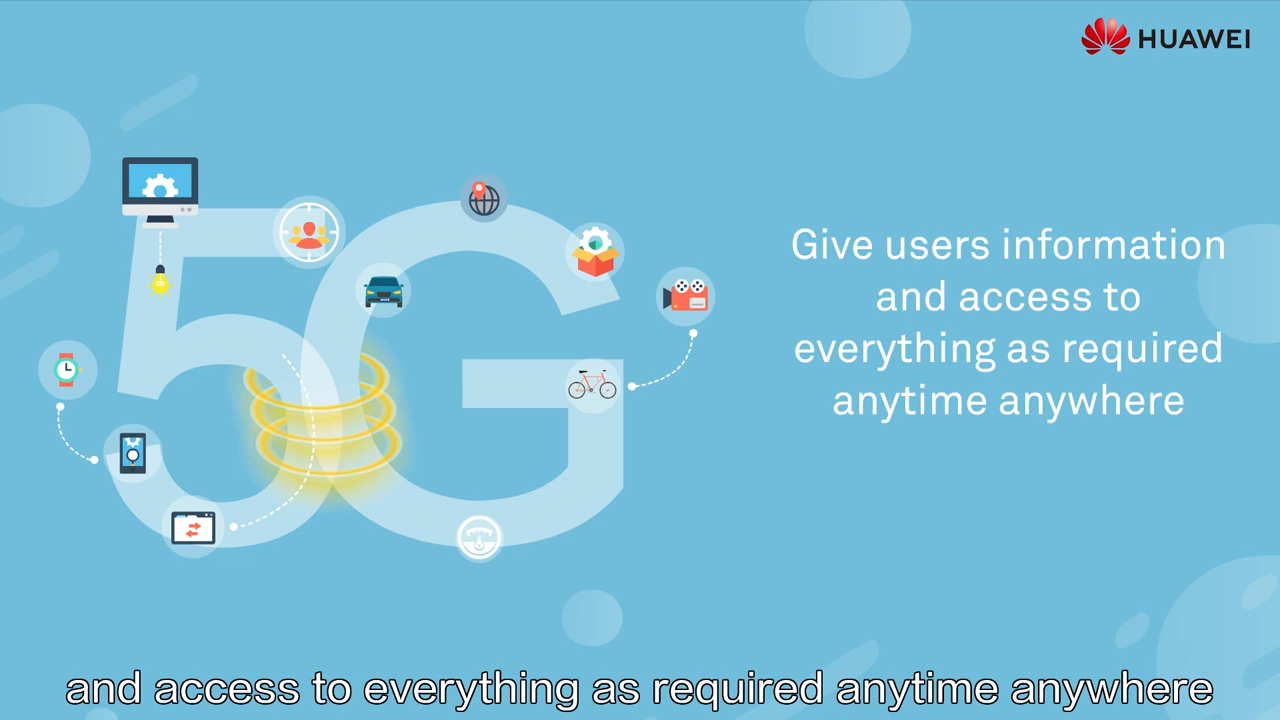 HUAWEI
5G
Give users information
and access to
everything as required
anytime anywhere
and access to everything as required anytime anywhere